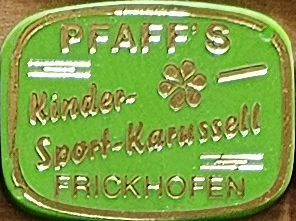 PFAFF'S
Kinder-
Sport-Karussell
FRICKHOFEN